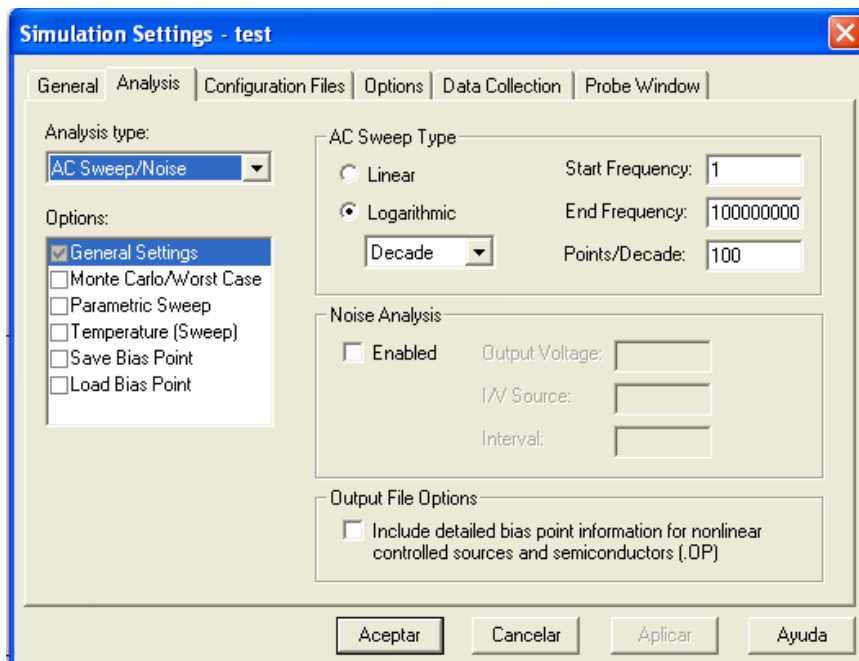 Simulation Settings - test
General Analysis Configuration Files Options Data Collection Probe Window
Analysis type:
AC Sweep/Noise
Options:
General Settings
Monte Carlo/Worst Case
Parametric Sweep
Temperature (Sweep)
Save Bias Point
Load Bias Point
AC Sweep Type
Linear
Logarithmic
Decade
Start Frequency: 1
End Frequency: 100000000
Points/Decade: 100
Noise Analysis
Enabled
Output Voltage:
I/V Source:
Interval:
Output File Options
Include detailed bias point information for nonlinear
controlled sources and semiconductors (.OP)
Aceptar Cancelar Aplicar Ayuda